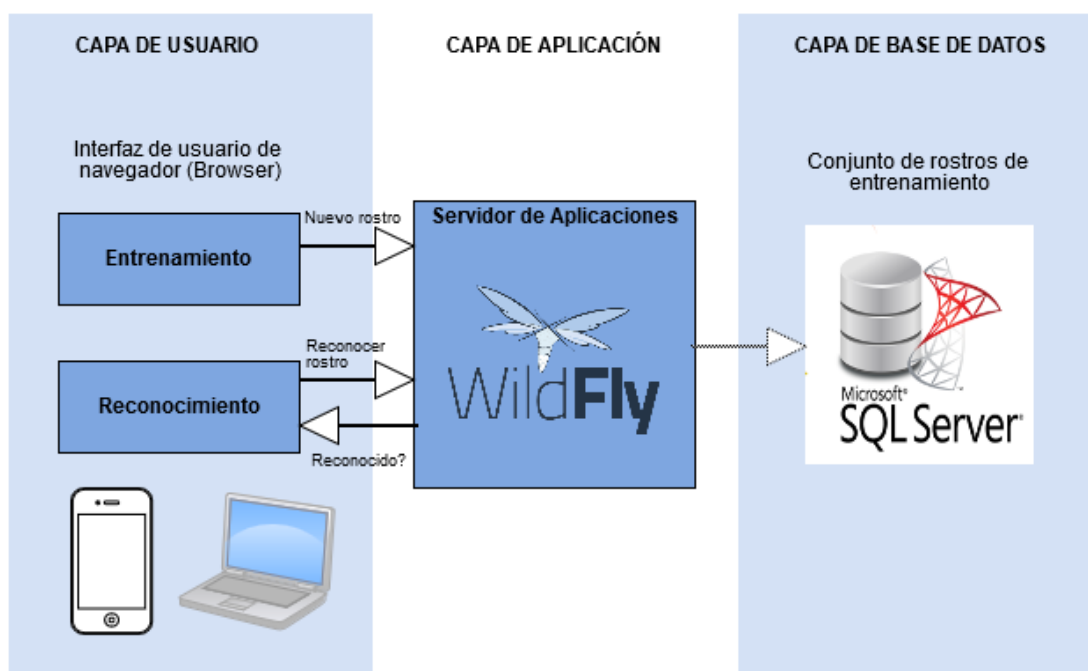 CAPA DE USUARIO
CAPA DE APLICACIÓN
CAPA DE BASE DE DATOS
Interfaz de usuario de
navegador (Browser)
Conjunto de rostros de
entrenamiento
Nuevo rostro
Servidor de Aplicaciones
Entrenamiento
Reconocer
rostro
Reconocimiento
Reconocido?
WildFly
Microsoft®
SQL Server®